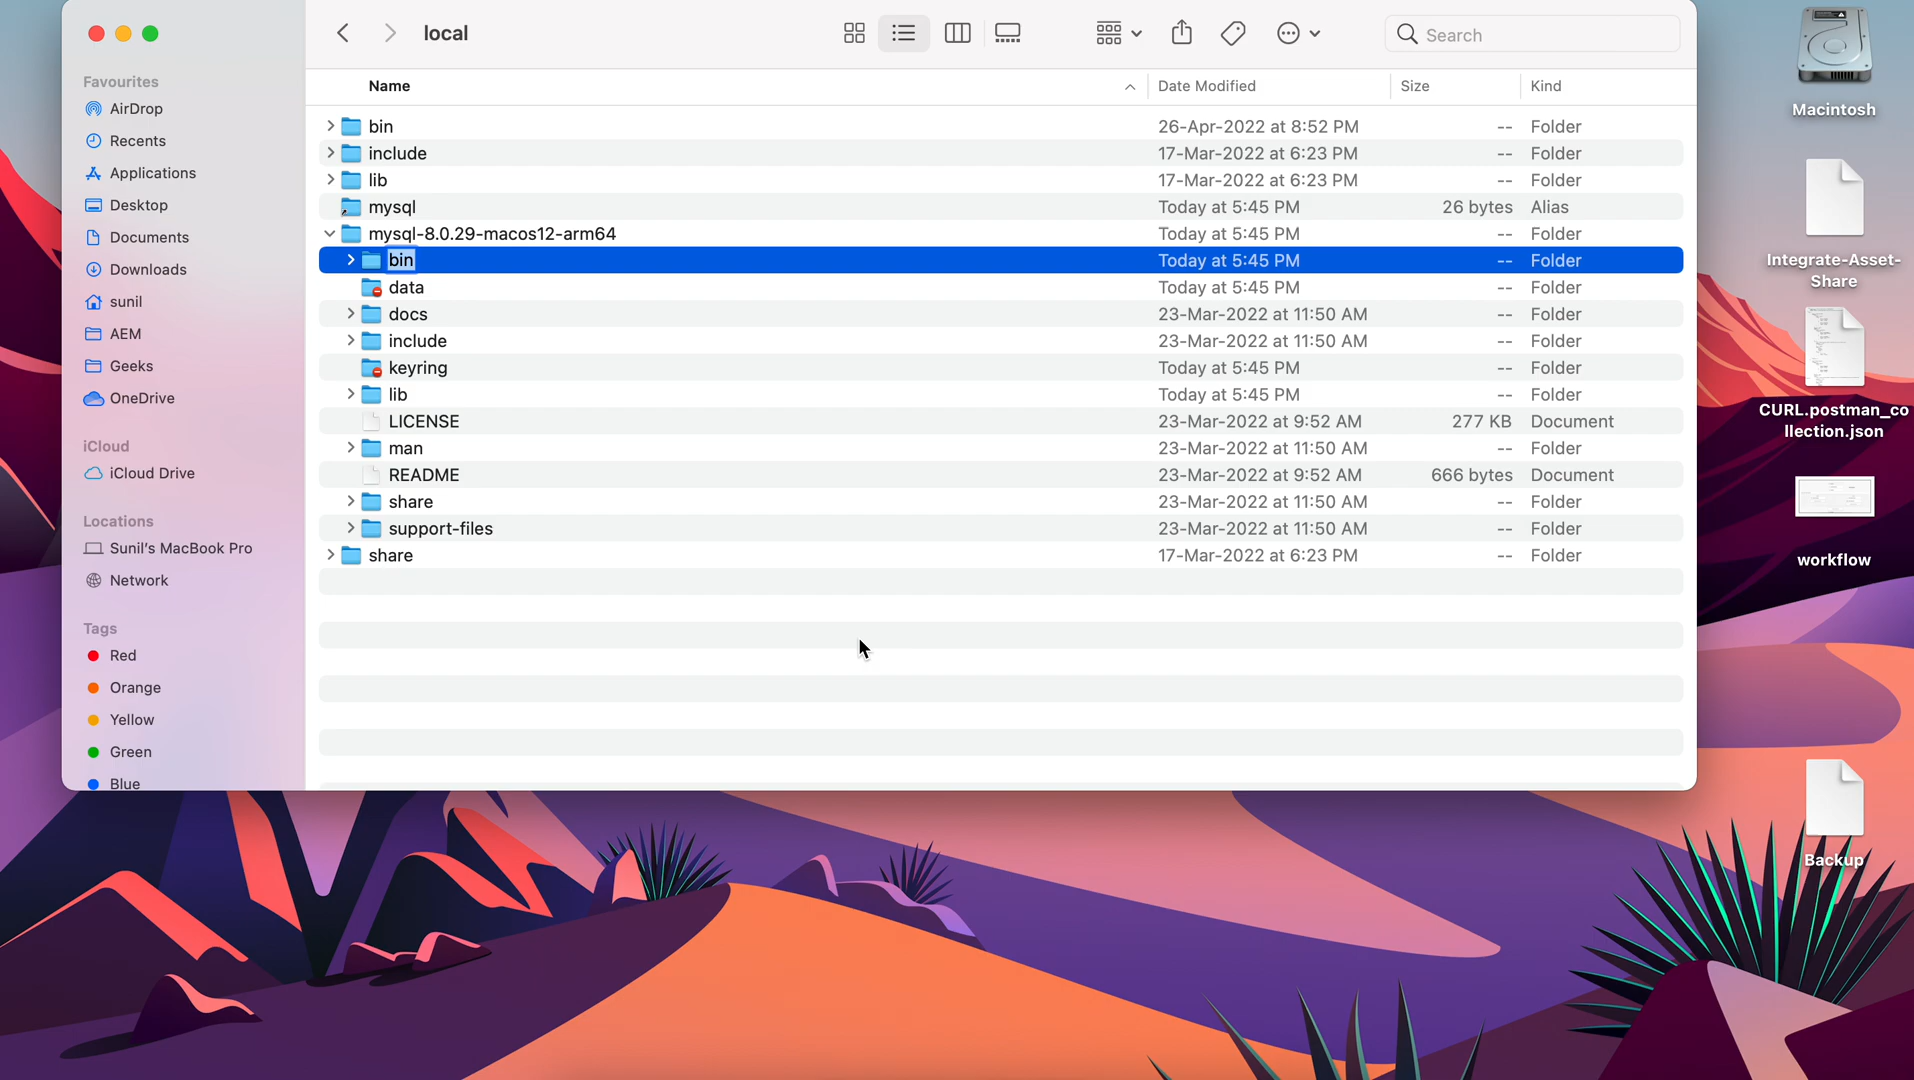 local
Search
Favourites
AirDrop
Recents
Applications
Desktop
Documents
Downloads
sunil
AEM
Geeks
OneDrive
iCloud
iCloud Drive
Locations
Sunil's MacBook Pro
Network
Tags
Red
Orange
Yellow
Green
Blue
Name Date Modified Size Kind
bin 26-Apr-2022 at 8:52 PM -- Folder
include 17-Mar-2022 at 6:23 PM -- Folder
lib 17-Mar-2022 at 6:23 PM -- Folder
mysql Today at 5:45 PM 26 bytes Alias
mysql-8.0.29-macos12-arm64 Today at 5:45 PM -- Folder
bin Today at 5:45 PM -- Folder
data Today at 5:45 PM -- Folder
docs 23-Mar-2022 at 11:50 AM -- Folder
include 23-Mar-2022 at 11:50 AM -- Folder
keyring Today at 5:45 PM -- Folder
lib Today at 5:45 PM -- Folder
LICENSE 23-Mar-2022 at 9:52 AM 277 KB Document
man 23-Mar-2022 at 11:50 AM -- Folder
README 23-Mar-2022 at 9:52 AM 666 bytes Document
share 23-Mar-2022 at 11:50 AM -- Folder
support-files 23-Mar-2022 at 11:50 AM -- Folder
share 17-Mar-2022 at 6:23 PM -- Folder
Macintosh
Integrate-Asset-
Share
CURL.postman_co
llection.json
workflow
Backup